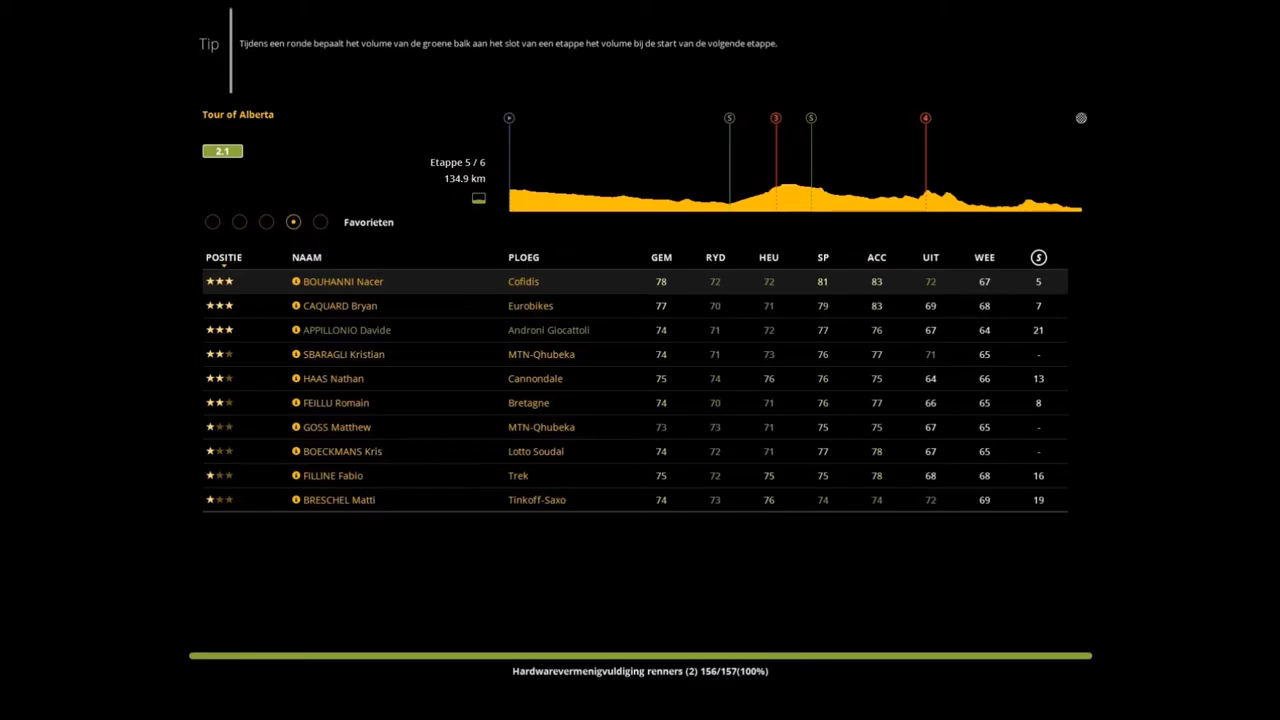 Tip
Tijdens een ronde bepaalt het volume van de groene balk aan het slot van een etappe het volume bij de start van de volgende etappe.
Tour of Alberta
2.1
Etappe 5 / 6
134.9 km
S 3 S 4
Favorieten
POSITIE NAAM PLOEG GEM RYD HEU SP ACC UIT WEE S
BOUHANNI Nacer Cofidis 78 72 72 81 83 72 67 5
CAQUARD Bryan Eurobikes 77 70 71 79 83 69 68 7
APPILLONIO Davide Androni Giocattoli 74 71 72 77 76 67 64 21
SBARAGLI Kristian MTN-Qhubeka 74 71 73 76 77 71 65 -
HAAS Nathan Cannondale 75 74 76 76 75 64 66 13
FEILLU Romain Bretagne 74 70 71 76 77 66 65 8
GOSS Matthew MTN-Qhubeka 73 73 71 75 75 67 65 -
BOECKMANS Kris Lotto Soudal 74 72 71 77 78 67 65 -
FILLINE Fabio Trek 75 72 75 75 78 68 68 16
BRESCHEL Matti Tinkoff-Saxo 74 73 76 74 74 72 69 19
Hardwarevermenigvuldiging renners (2) 156/157(100%)